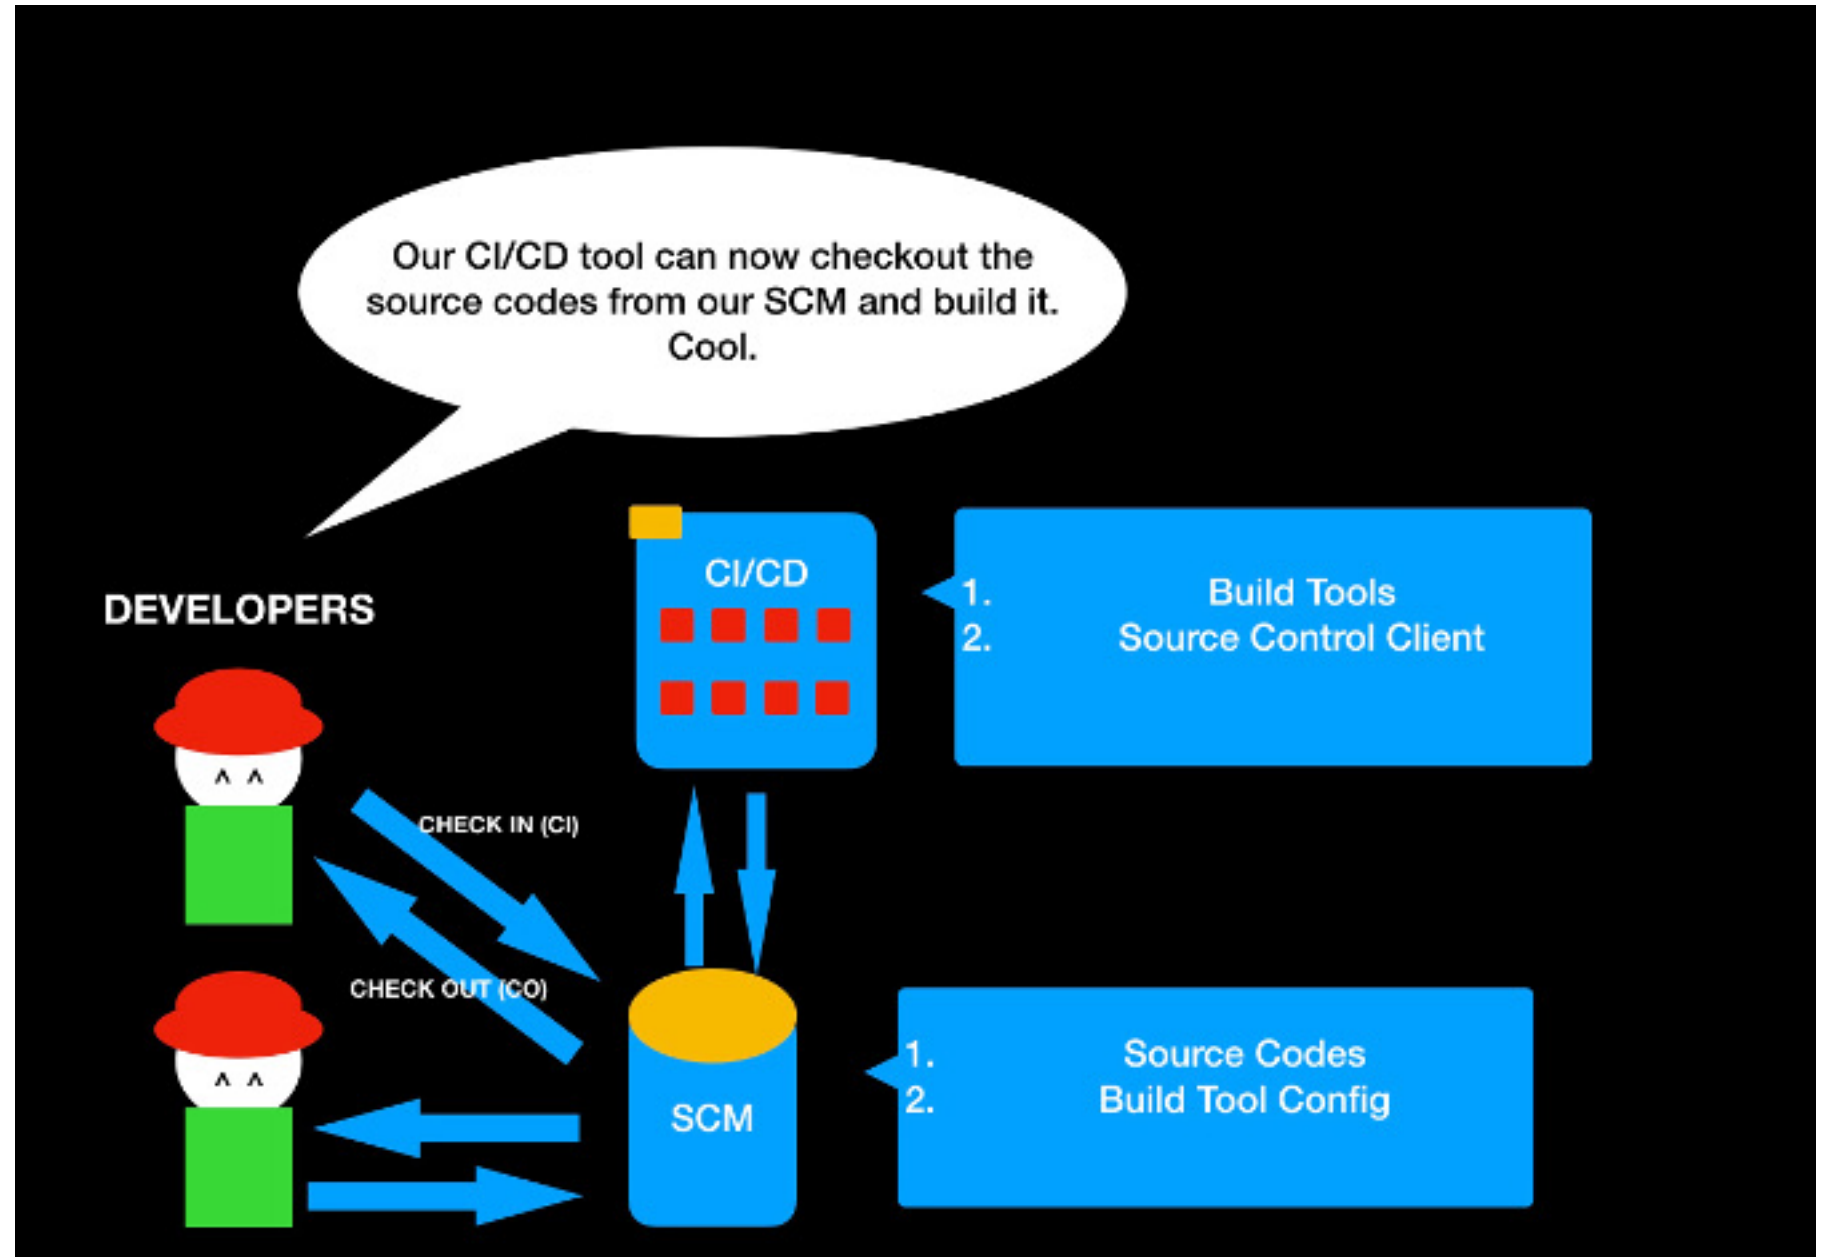 Our CI/CD tool can now checkout the
source codes from our SCM and build it.
Cool.
CI/CD
1. Build Tools
2. Source Control Client
DEVELOPERS
^ ^
CHECK IN (CI)
CHECK OUT (CO)
^ ^
SCM
1. Source Codes
2. Build Tool Config